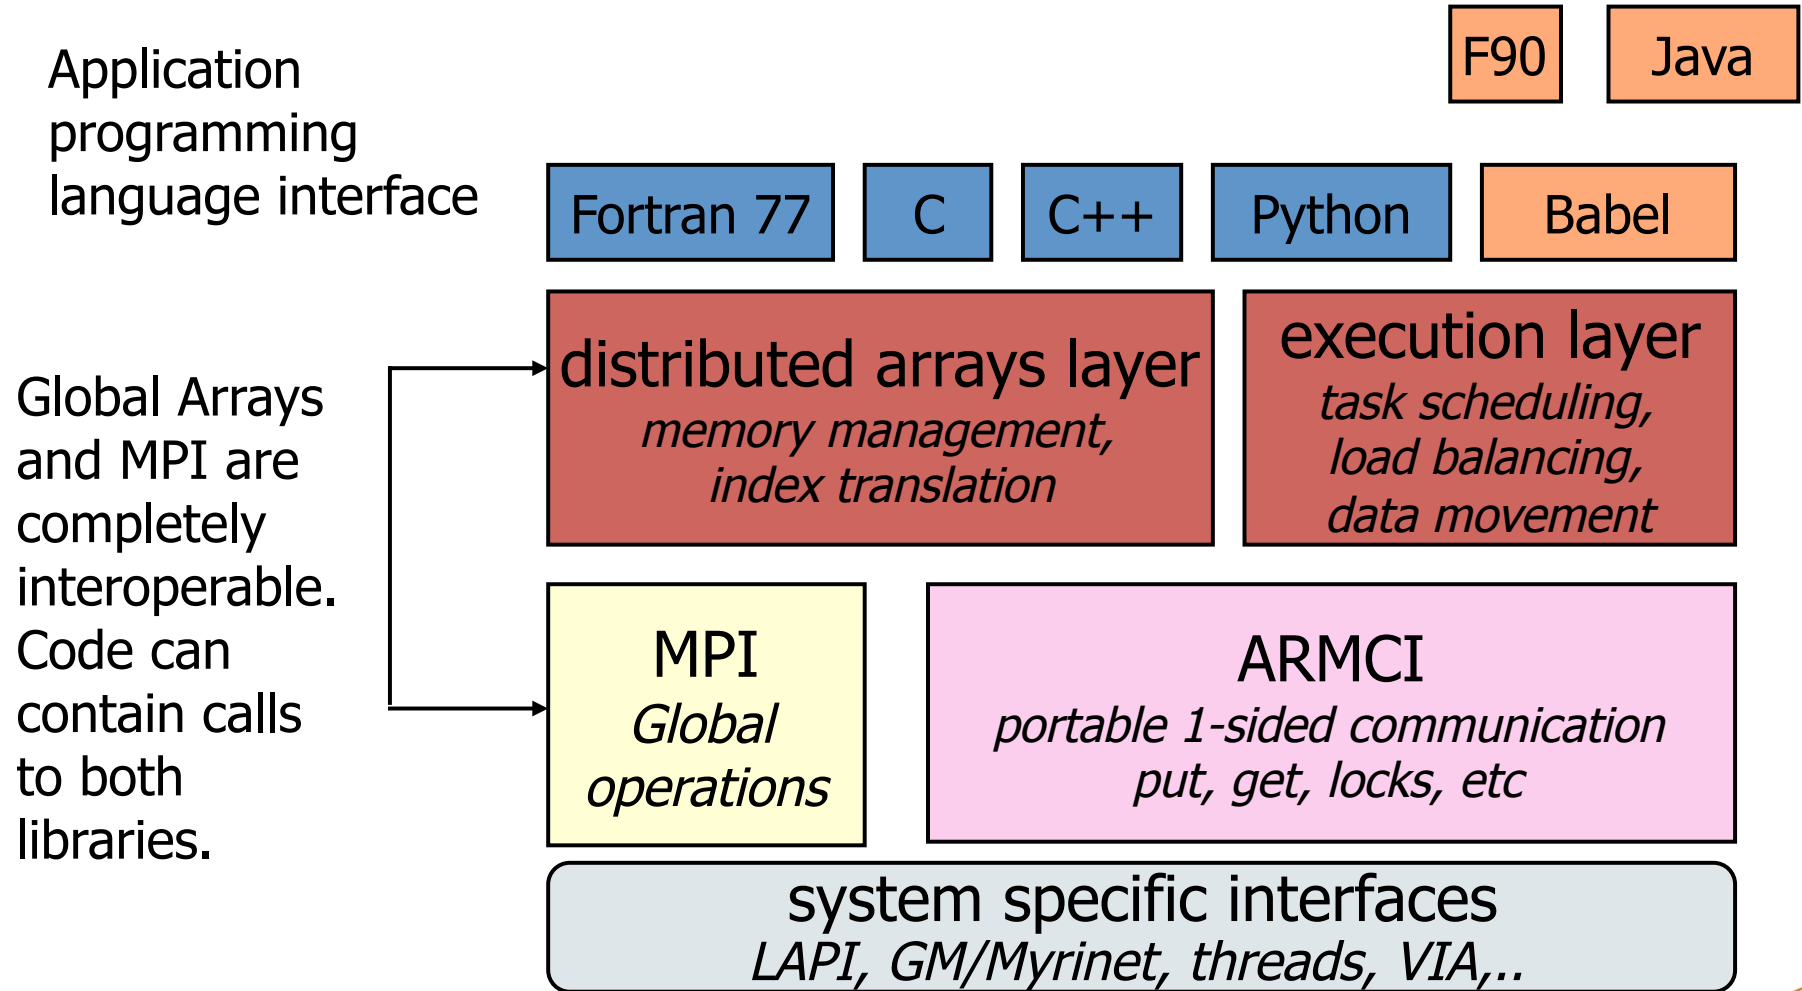 Application
programming
language interface
F90
Java
Fortran 77
C
C++
Python
Babel
Global Arrays
and MPI are
completely
interoperable.
Code can
contain calls
to both
libraries.
distributed arrays layer
memory management,
index translation
execution layer
task scheduling,
load balancing,
data movement
MPI
Global
operations
ARMCI
portable 1-sided communication
put, get, locks, etc
system specific interfaces
LAPI, GM/Myrinet, threads, VIA,..